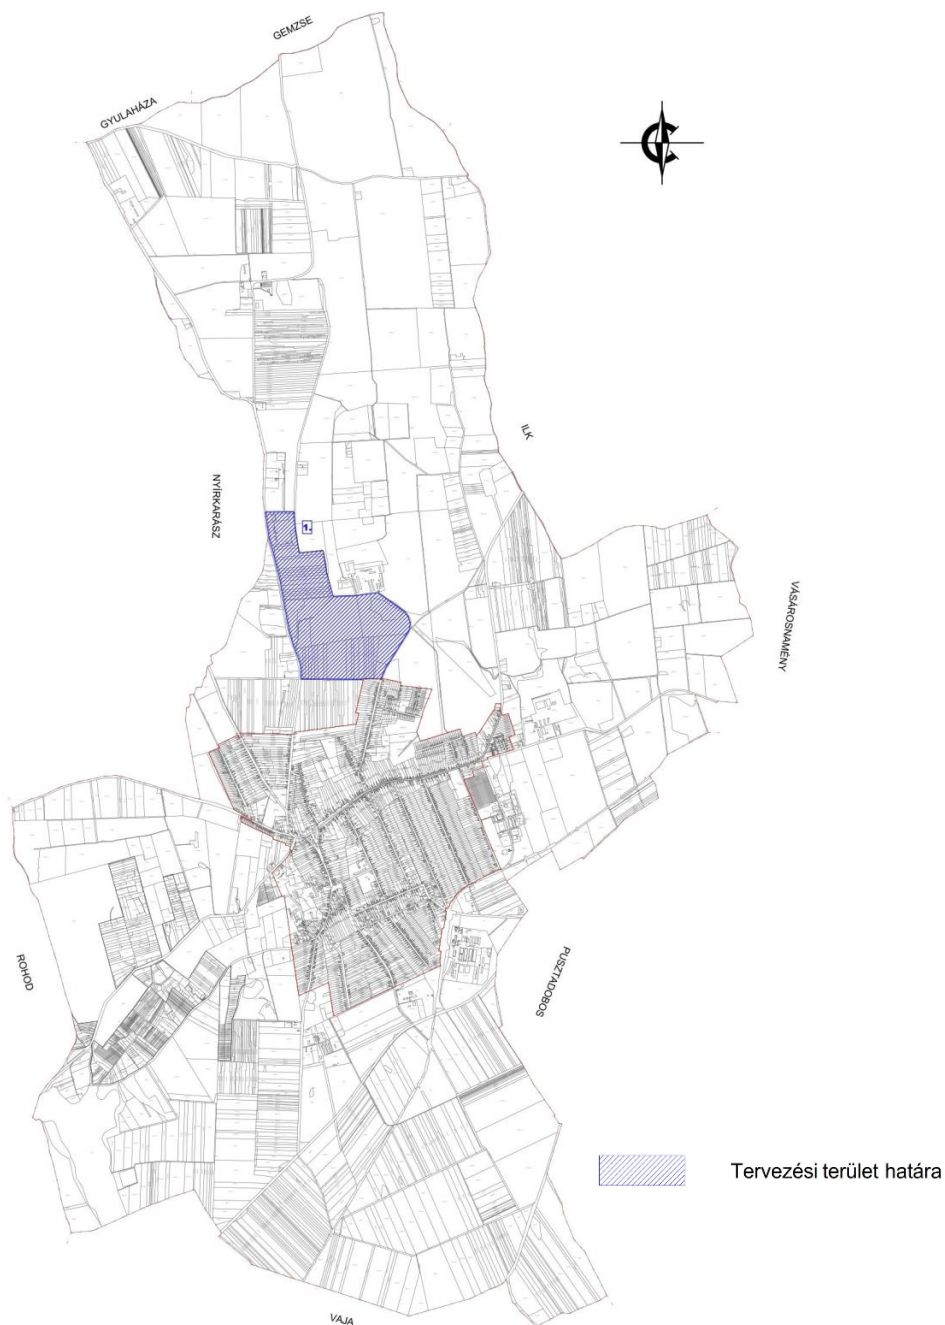 GEMZSE
GYULAHÁZA
ILK
NYÍRKARÁSZ
1.
VÁSÁROSNAMÉNY
ROHOD
PUSZTADOBOS
Tervezési terület határa
VAJA